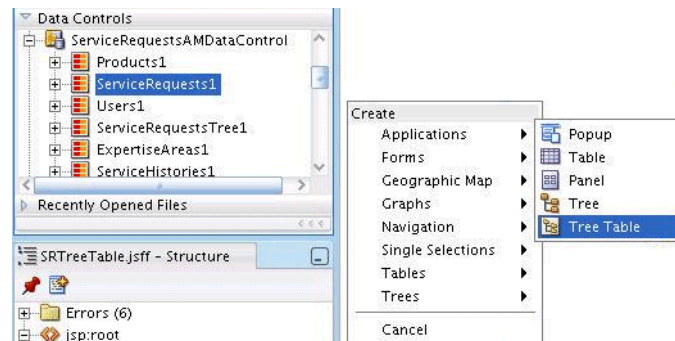 Data Controls
ServiceRequestsAMDataControl
Products1
ServiceRequests1
Users1
ServiceRequestsTree1
ExpertiseAreas1
ServiceHistories1
Recently Opened Files
SRTreeTable.jsff - Structure
Errors (6)
jsp:root
Create
Applications
Forms
Geographic Map
Graphs
Navigation
Single Selections
Tables
Trees
Cancel
Popup
Table
Panel
Tree
Tree Table